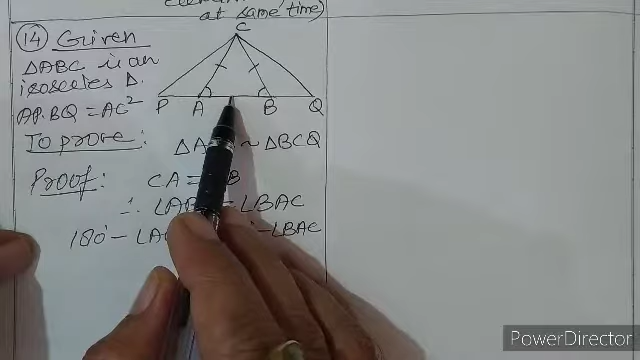 at same time)
14 Given
ΔABC is an
isosceles Δ.
AP.BQ = AC²
C
P A B Q
To prove :
ΔA ~ ΔBCQ
Proof :
CA = B
∴ ∠AB = ∠BAC
180° - ∠A ° - ∠BAC
PowerDirector